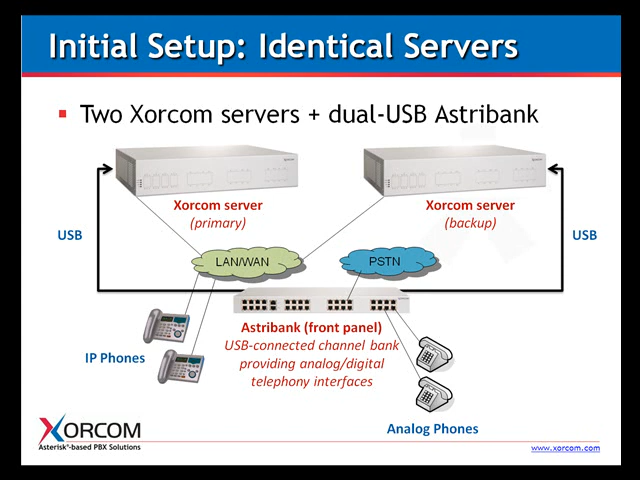 Initial Setup: Identical Servers
Two Xorcom servers + dual-USB Astribank
Xorcom server
(primary)
Xorcom server
(backup)
USB
USB
LAN/WAN
PSTN
Astribank (front panel)
USB-connected channel bank
providing analog/digital
telephony interfaces
IP Phones
Analog Phones
XORCOM
Asterisk®-based PBX Solutions
www.xorcom.com